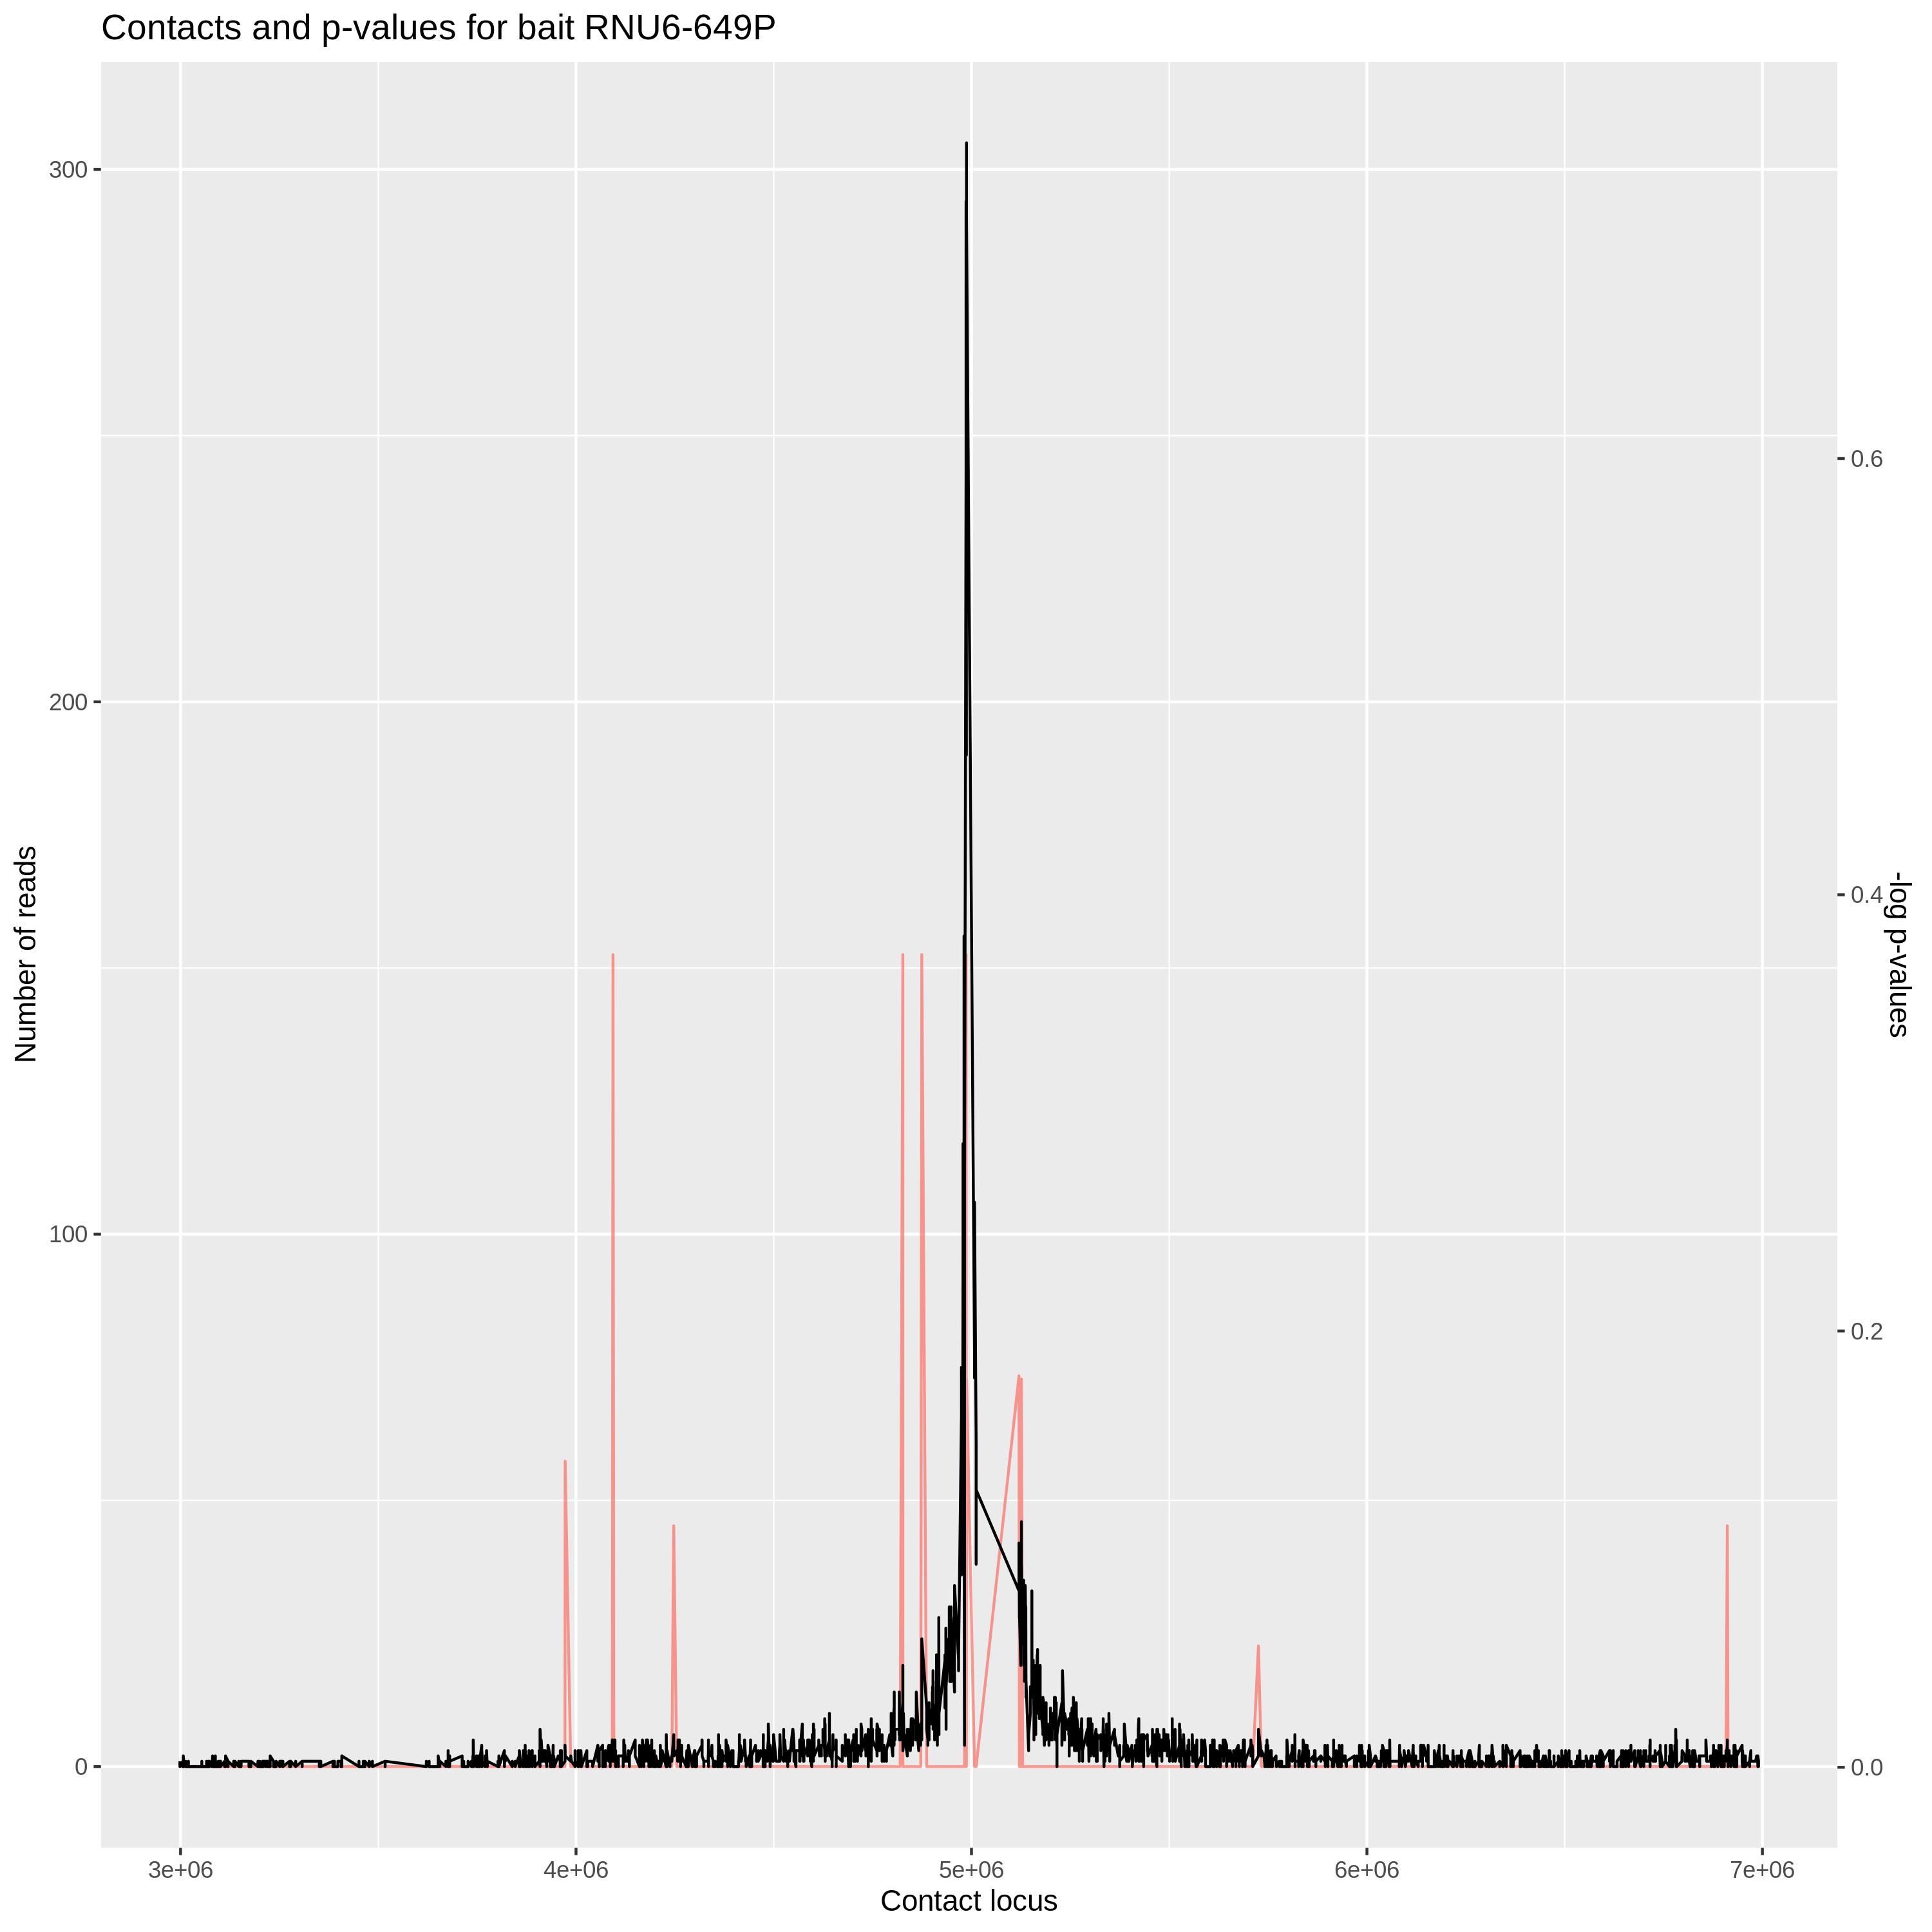 Contacts and p-values for bait RNU6-649P
300
200
100
0
Number of reads
0.6
0.4
0.2
0.0
-log p-values
3e+06
4e+06
5e+06
6e+06
7e+06
Contact locus